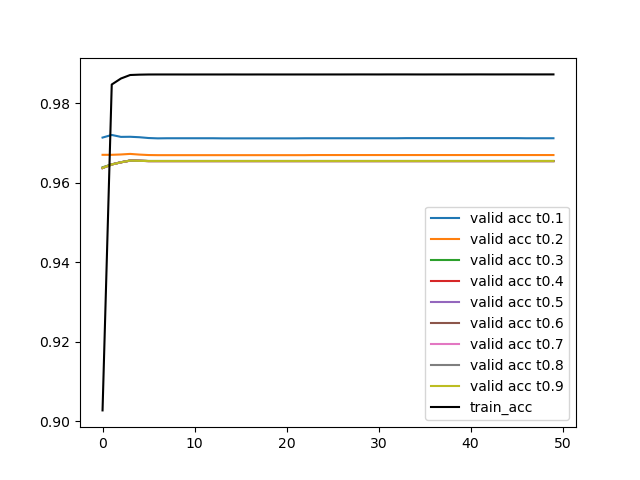 0.98
0.96
0.94
0.92
0.90
0
10
20
30
40
50
valid acc t0.1
valid acc t0.2
valid acc t0.3
valid acc t0.4
valid acc t0.5
valid acc t0.6
valid acc t0.7
valid acc t0.8
valid acc t0.9
train_acc